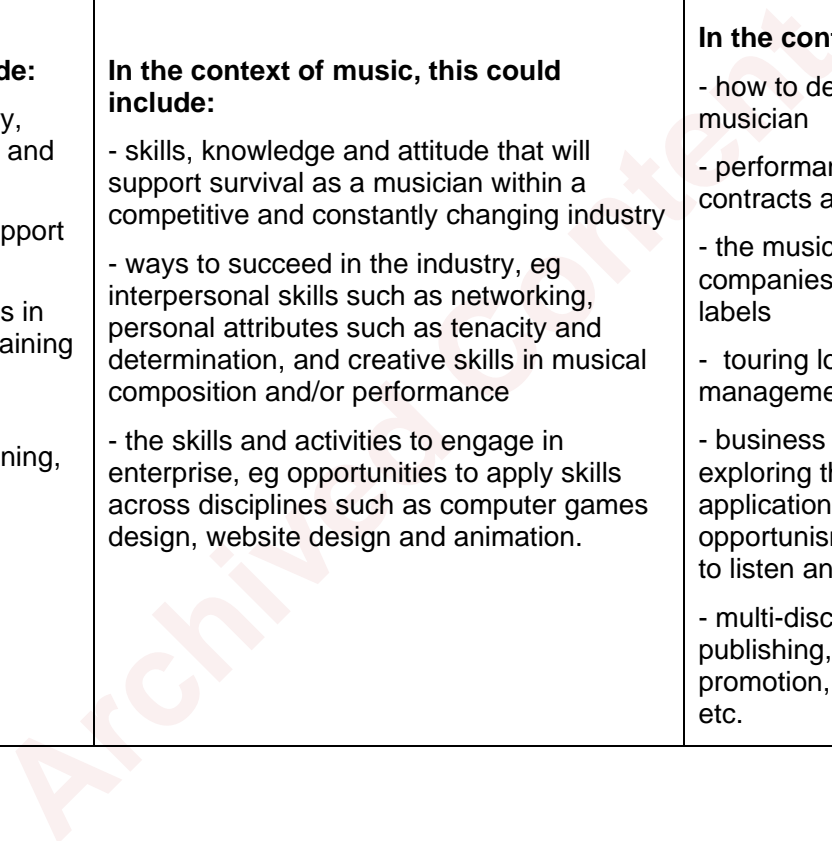 de:
y,
and
pport
s in
aining
ning,
In the context of music, this could
include:
- skills, knowledge and attitude that will
support survival as a musician within a
competitive and constantly changing industry
- ways to succeed in the industry, eg
interpersonal skills such as networking,
personal attributes such as tenacity and
determination, and creative skills in musical
composition and/or performance
- the skills and activities to engage in
enterprise, eg opportunities to apply skills
across disciplines such as computer games
design, website design and animation.
In the con
- how to de
musician
- performa
contracts a
- the music
companies
labels
- touring lo
manageme
- business
exploring th
application
opportunis
to listen an
- multi-disc
publishing,
promotion,
etc.
Archived Content